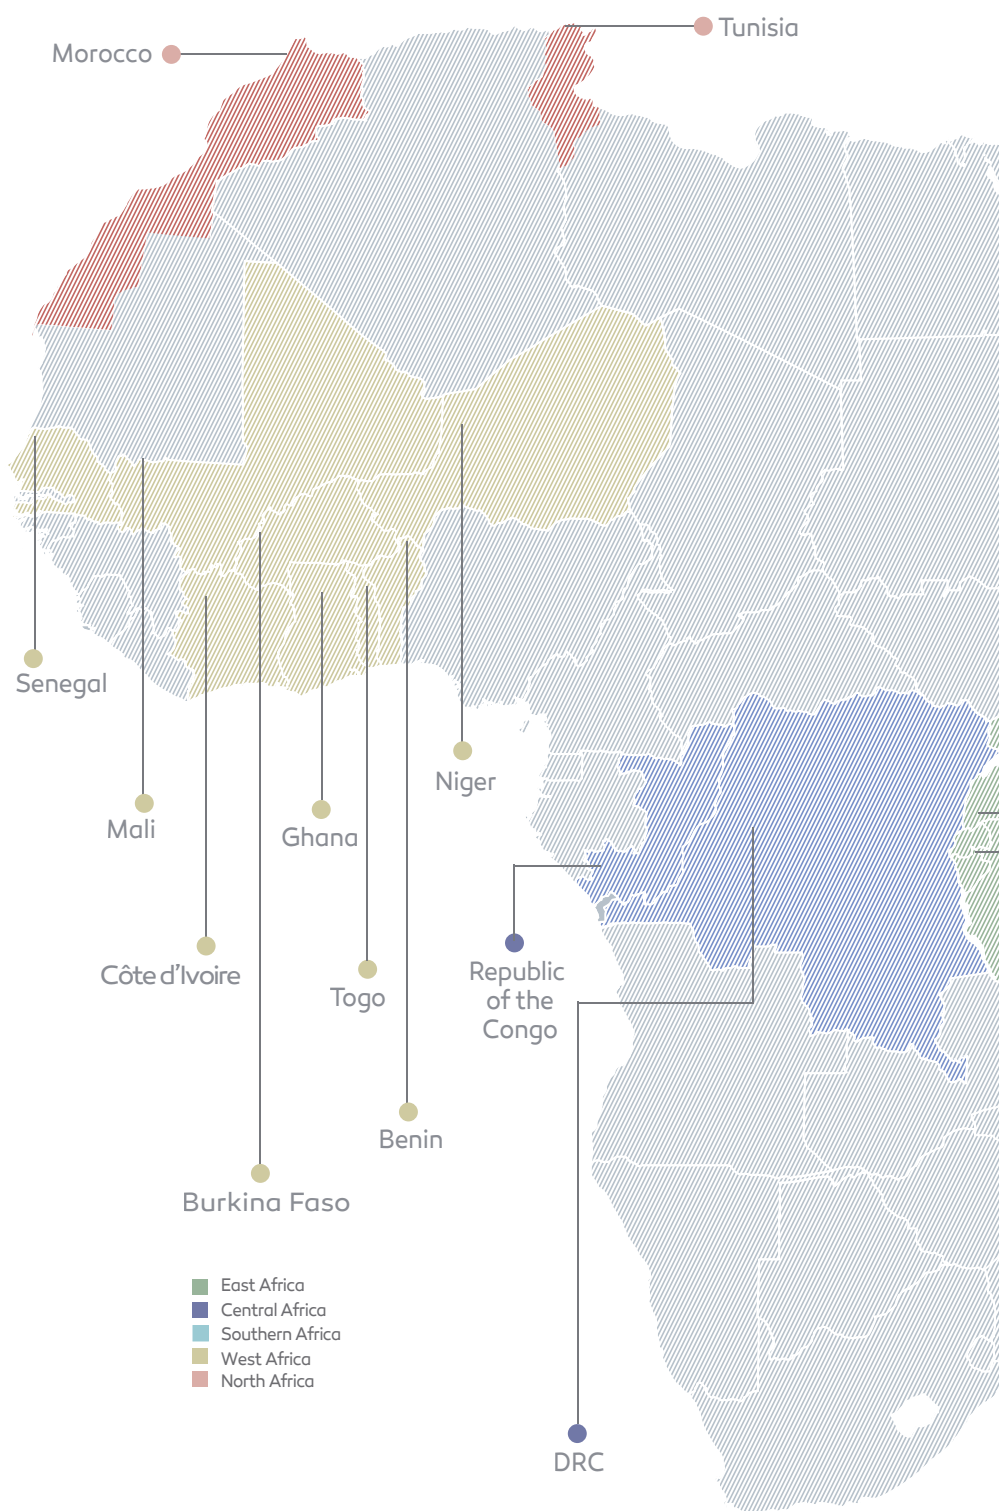 Tunisia
Morocco
Senegal
Niger
Mali
Ghana
Côte d'Ivoire
Republic
of the
Congo
Togo
Benin
Burkina Faso
East Africa
Central Africa
Southern Africa
West Africa
North Africa
DRC